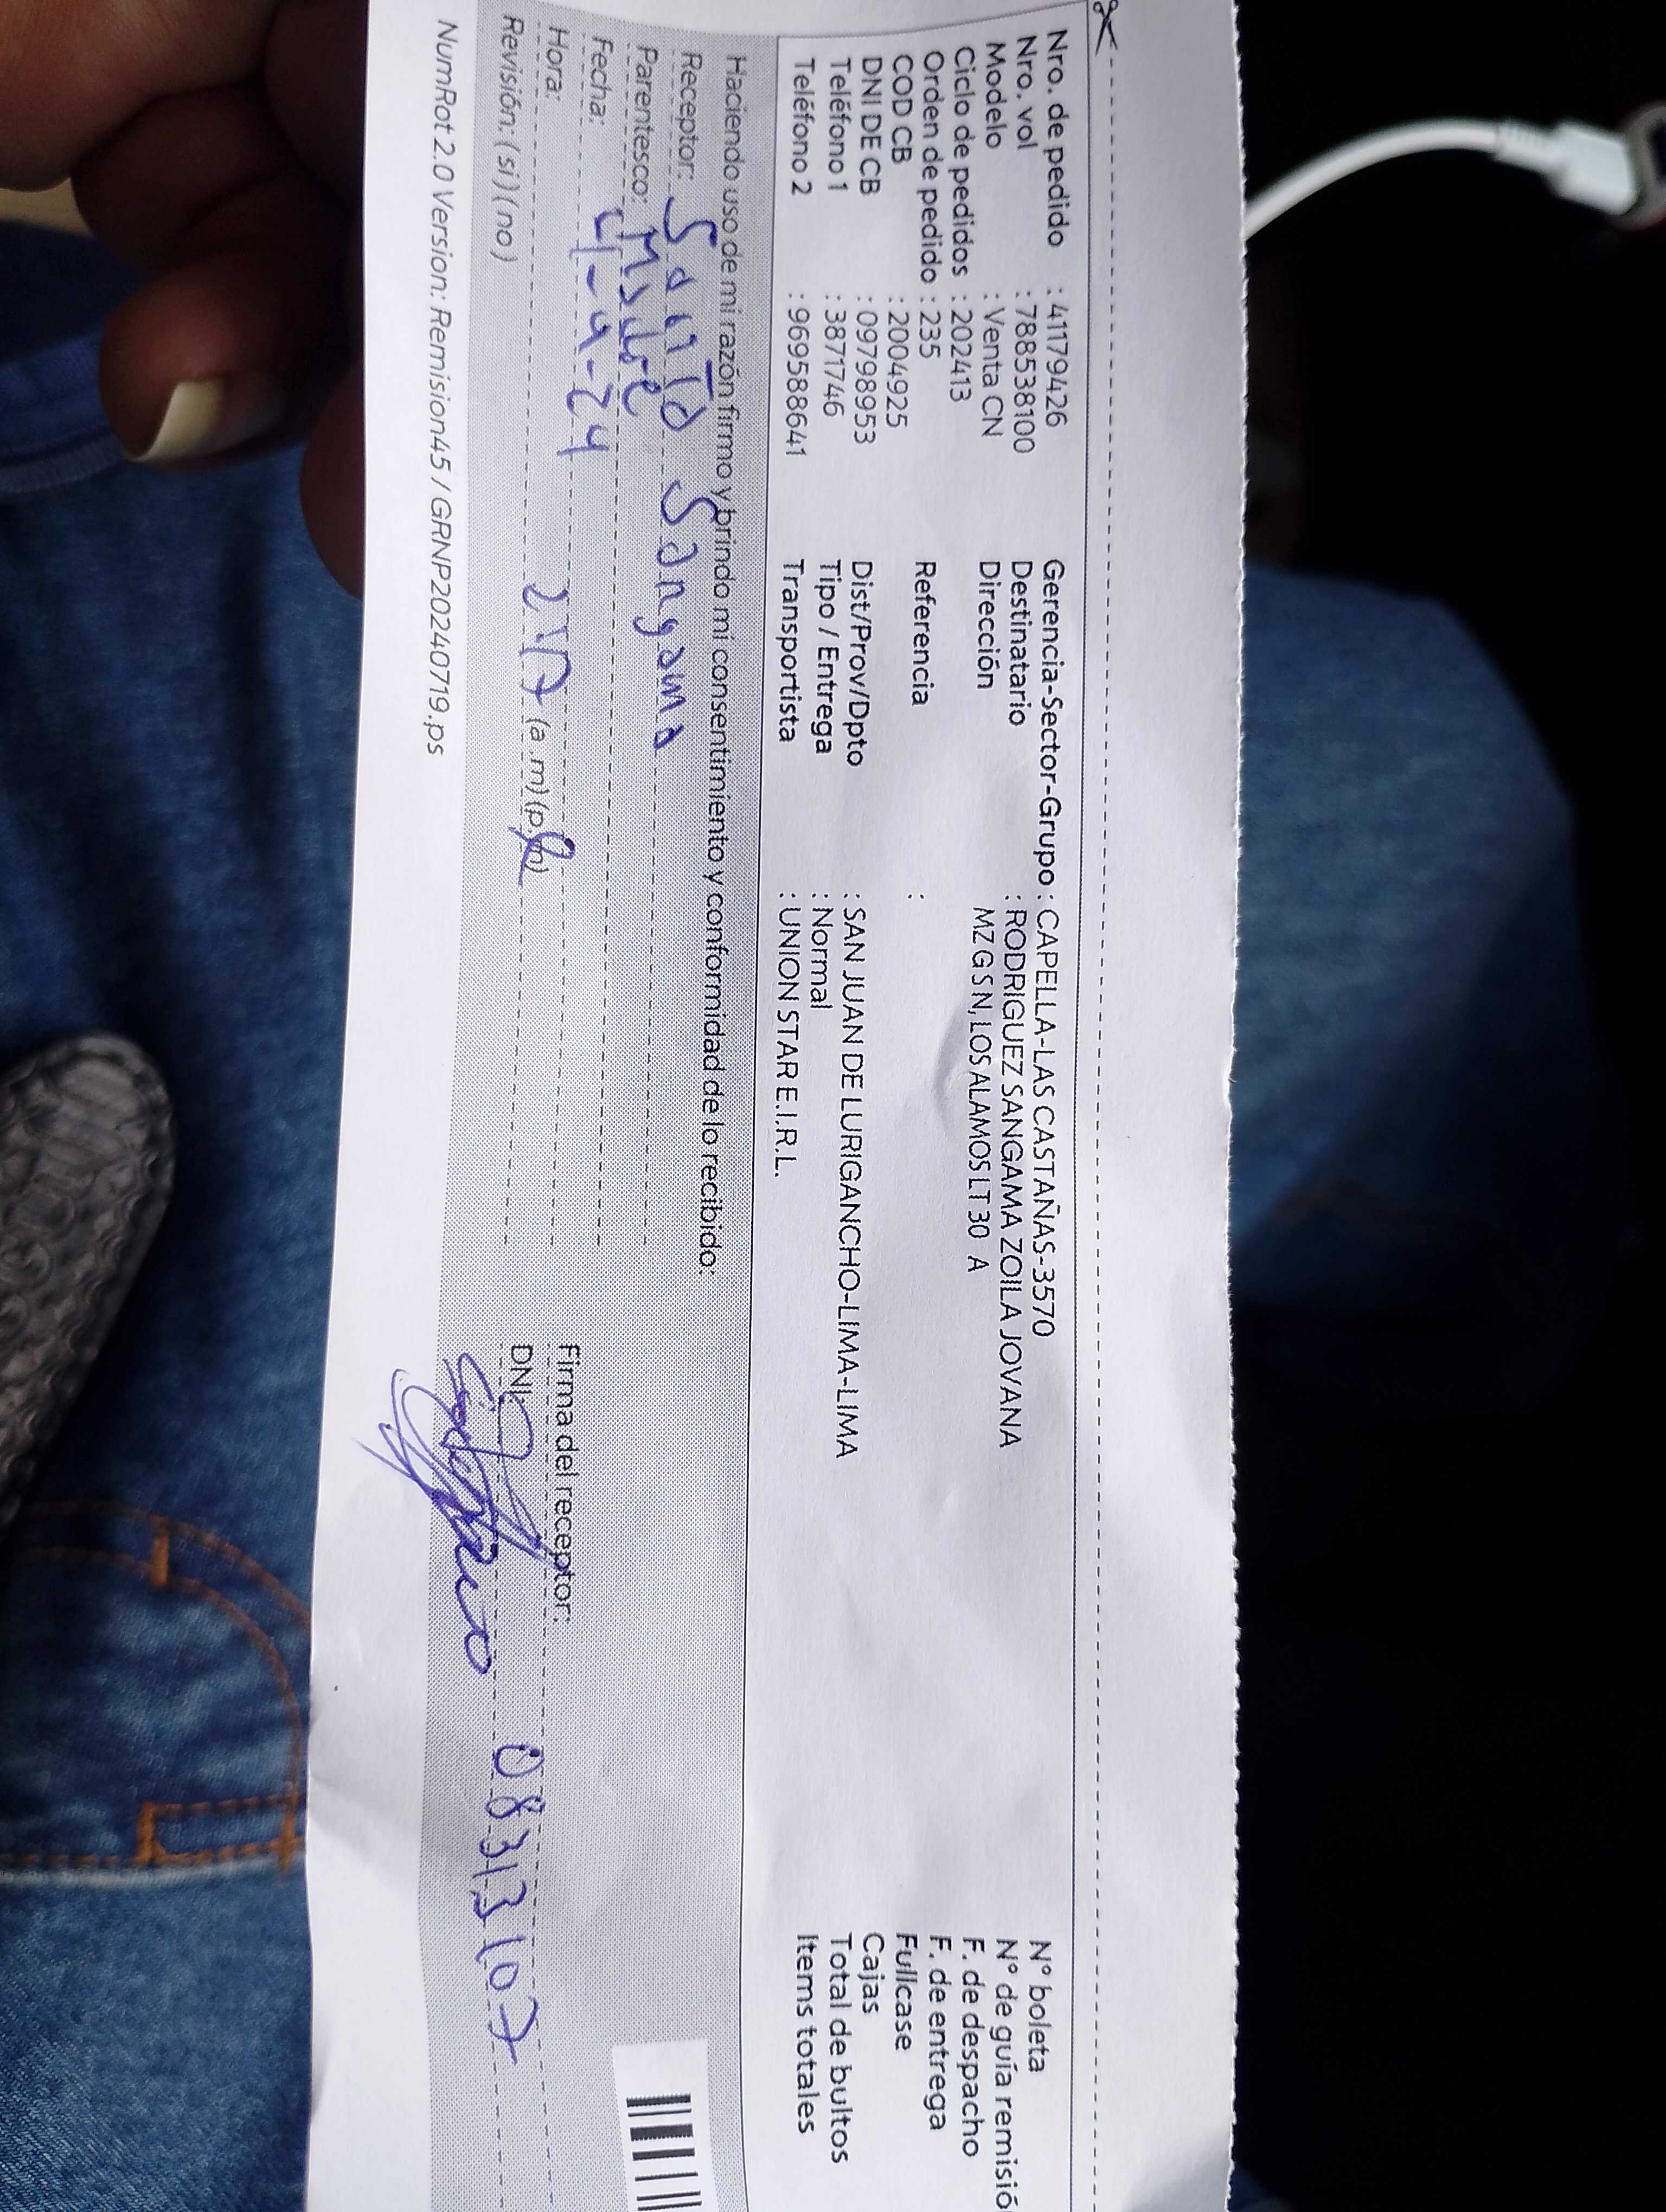 Nro. de pedido : 41179426 Gerencia-Sector-Grupo : CAPELLA-LAS CASTAÑAS-3570 N° boleta
Nro. vol : 788538100 Destinatario : RODRIGUEZ SANGAMA ZOILA JOVANA N° de guía remisió
Modelo : Venta CN Dirección MZ G S N, LOS ALAMOS LT 30 A F. de despacho
Ciclo de pedidos : 202413 F. de entrega
Orden de pedido : 235 Referencia : Fullcase
COD CB : 2004925 Cajas
DNI DE CB : 09798953 Dist/Prov/Dpto : SAN JUAN DE LURIGANCHO-LIMA-LIMA Total de bultos
Teléfono 1 : 3871746 Tipo / Entrega : Normal Items totales
Teléfono 2 : 969588641 Transportista : UNION STAR E.I.R.L.
Haciendo uso de mi razón firmo y brindo mi consentimiento y conformidad de lo recibido:
Receptor: Sangama
Parentesco: Madre
Fecha: 4-9-24 Firma del receptor:
Hora: (a.m) (p.m) DNI: 08313107
Revisión: (si) (no)
NumRot 2.0 Version: Remision45 / GRNP20240719.ps